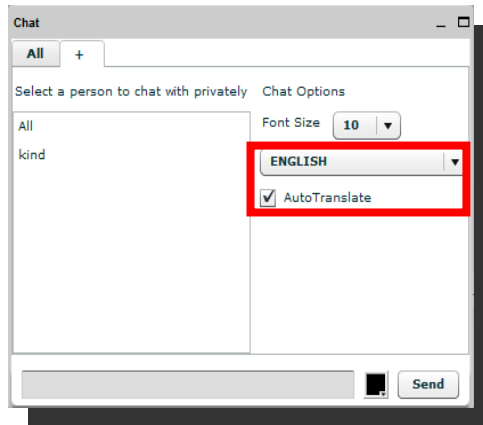 Chat
All +
Select a person to chat with privately
Chat Options
All
kind
Font Size 10
ENGLISH
AutoTranslate
Send